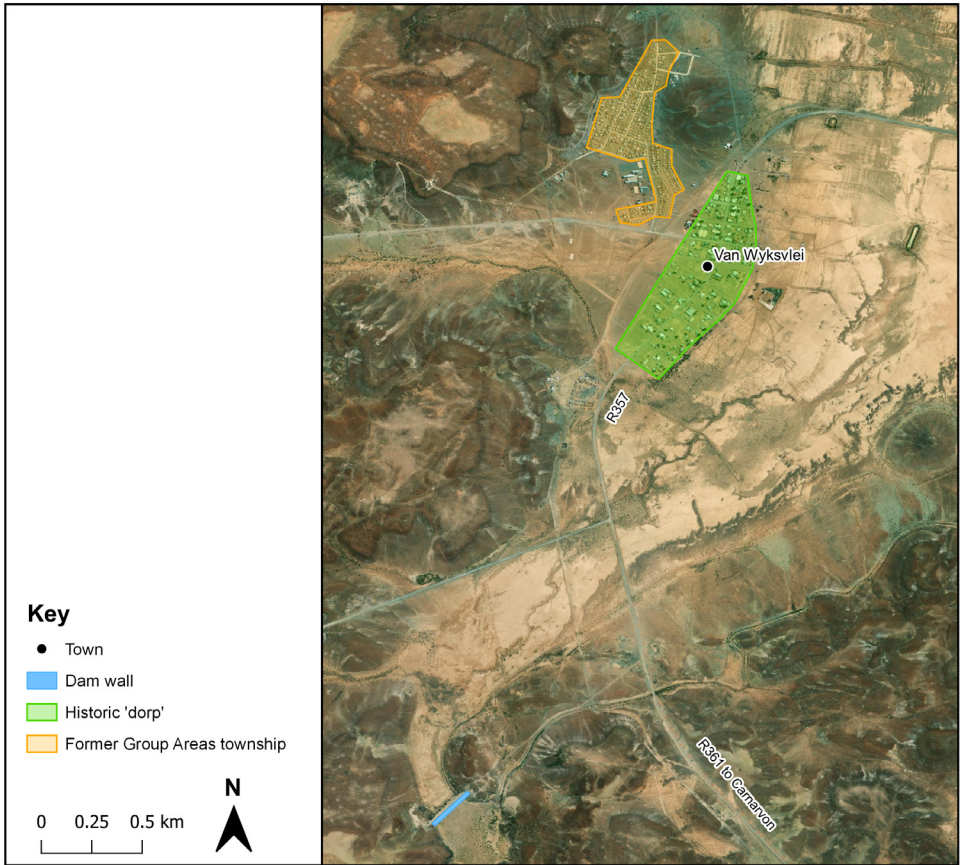 Van Wyksvlei
R357
R361 to Carnarvon
Key
Town
Dam wall
Historic 'dorp'
Former Group Areas township
N
0 0.25 0.5 km